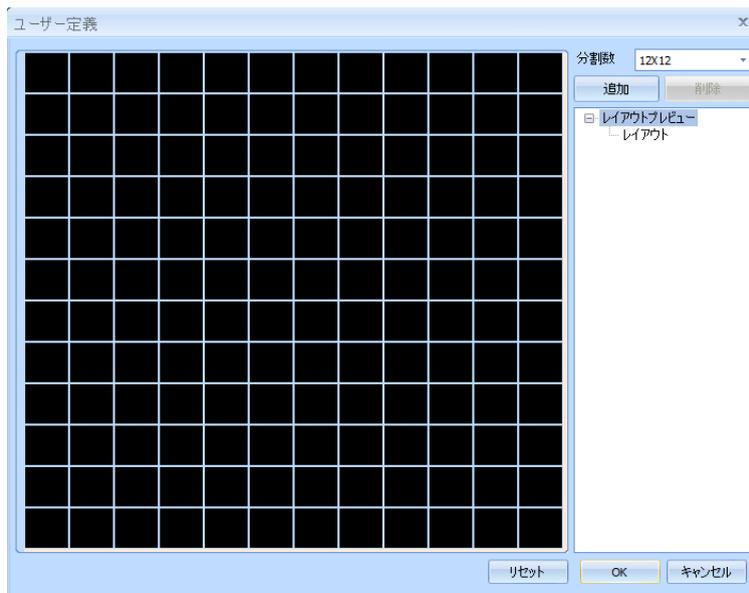 ユーザー定義
分割数 12X12
追加 削除
レイアウトプレビュー
レイアウト
リセット OK キャンセル